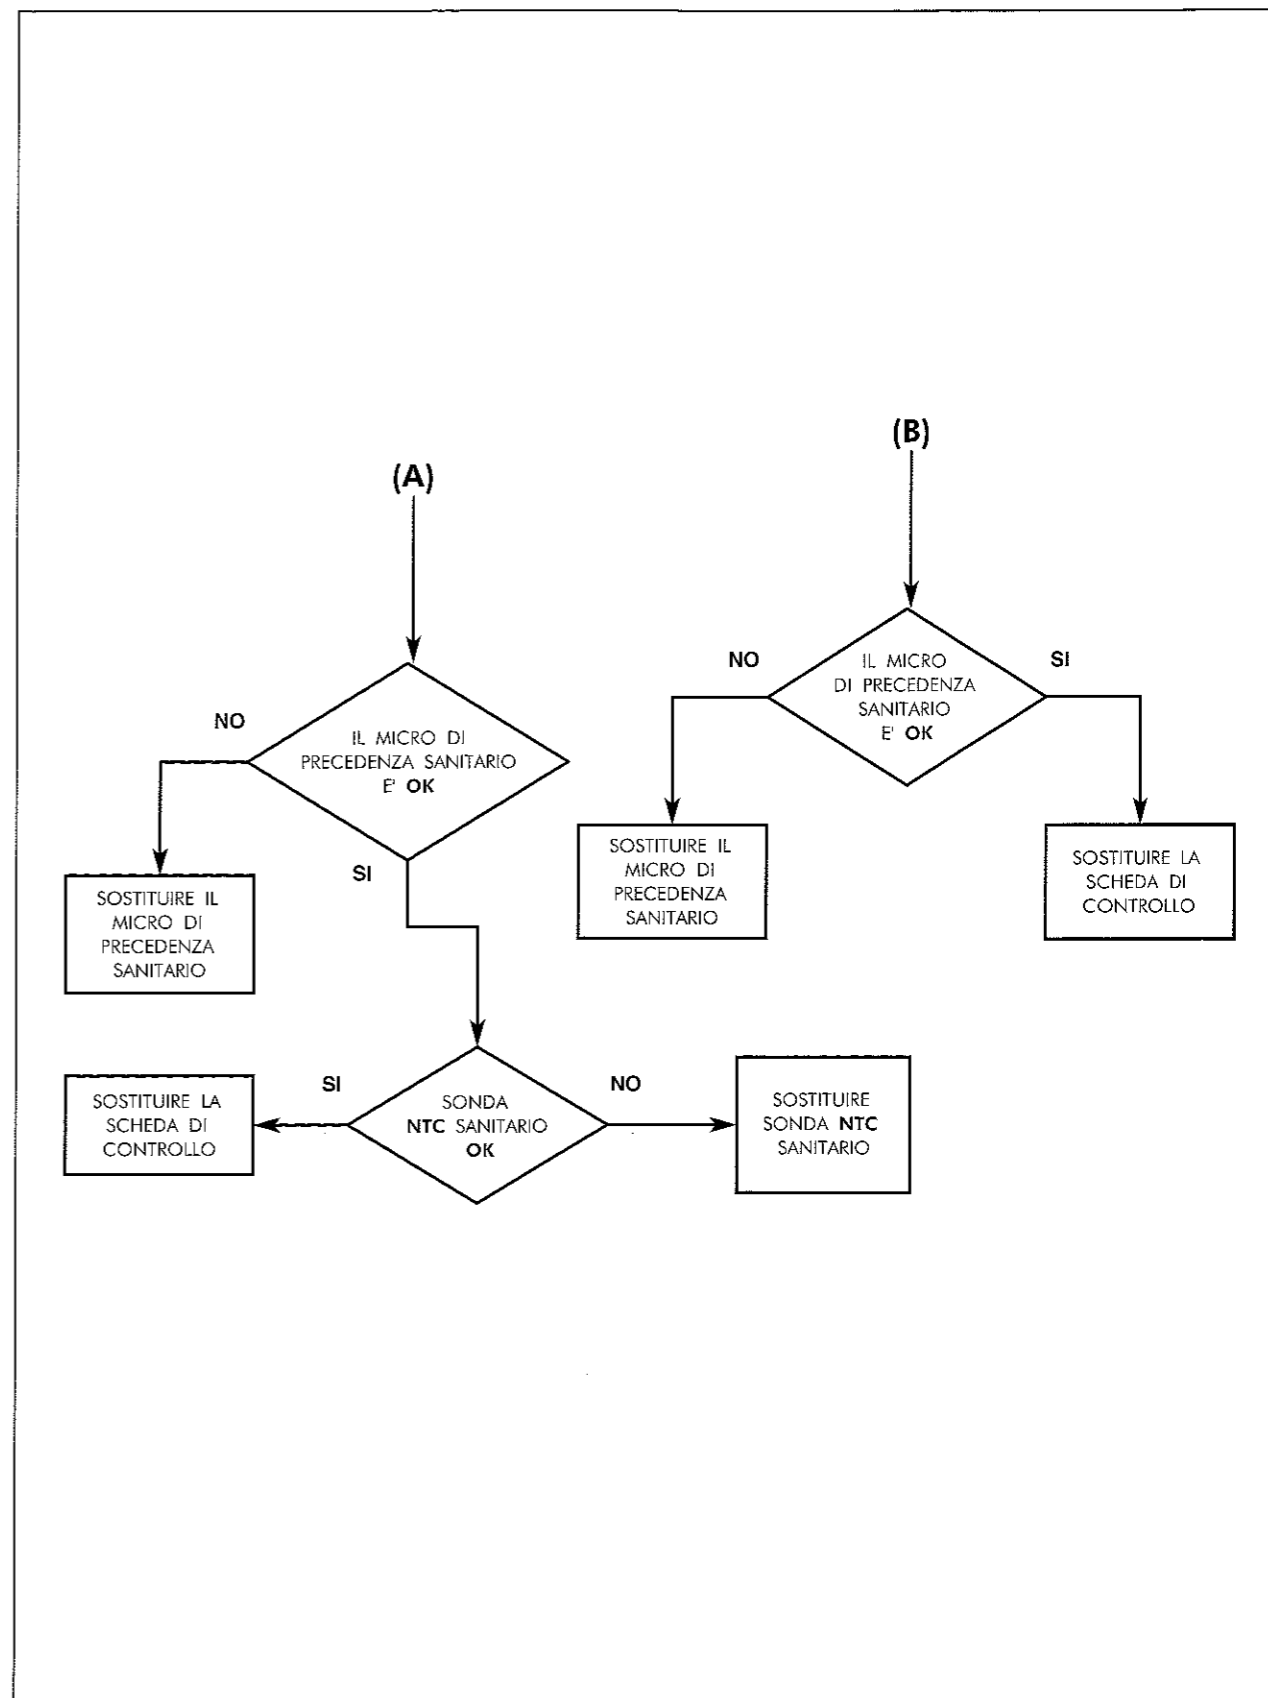 (A)
NO
IL MICRO DI
PRECEDENZA SANITARIO
E' OK
SI
SOSTITUIRE IL
MICRO DI
PRECEDENZA
SANITARIO
SI
SONDA
NTC SANITARIO
OK
NO
SOSTITUIRE LA
SCHEDA DI
CONTROLLO
SOSTITUIRE
SONDA NTC
SANITARIO
(B)
NO
IL MICRO
DI PRECEDENZA
SANITARIO
E' OK
SI
SOSTITUIRE IL
MICRO DI
PRECEDENZA
SANITARIO
SOSTITUIRE LA
SCHEDA DI
CONTROLLO